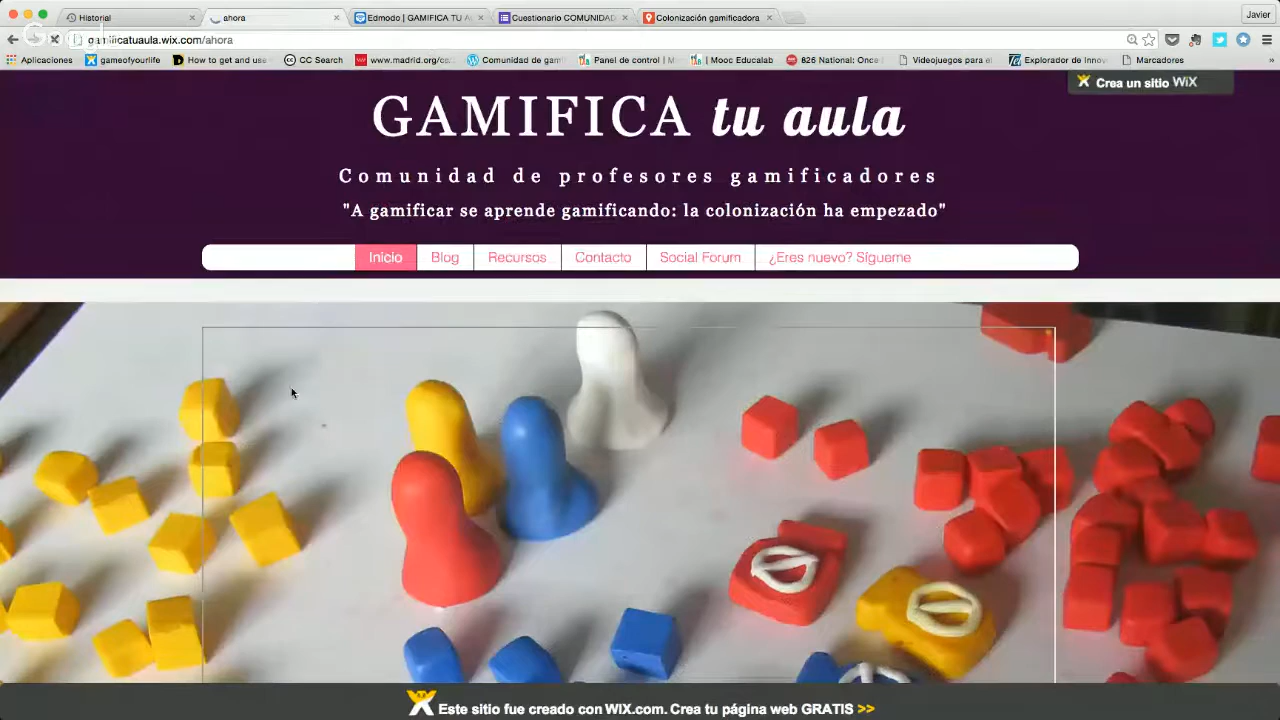 Historial
ahora
Edmodo | GAMIFICA TU A
Cuestionario COMUNIDAD
Colonización gamificadora
Javier
gamificatuaula.wix.com/ahora
Aplicaciones
gameofyourlife
How to get and use
CC Search
www.madrid.org/co
Comunidad de gam
Panel de control | M
| Mooc Educalab
826 National: Once
Videojuegos para el
Explorador de Innov
Marcadores
»
Crea un sitio WiX
GAMIFICA tu aula
Comunidad de profesores gamificadores
"A gamificar se aprende gamificando: la colonización ha empezado"
Inicio
Blog
Recursos
Contacto
Social Forum
¿Eres nuevo? Sígueme
Este sitio fue creado con WIX.com. Crea tu página web GRATIS >>